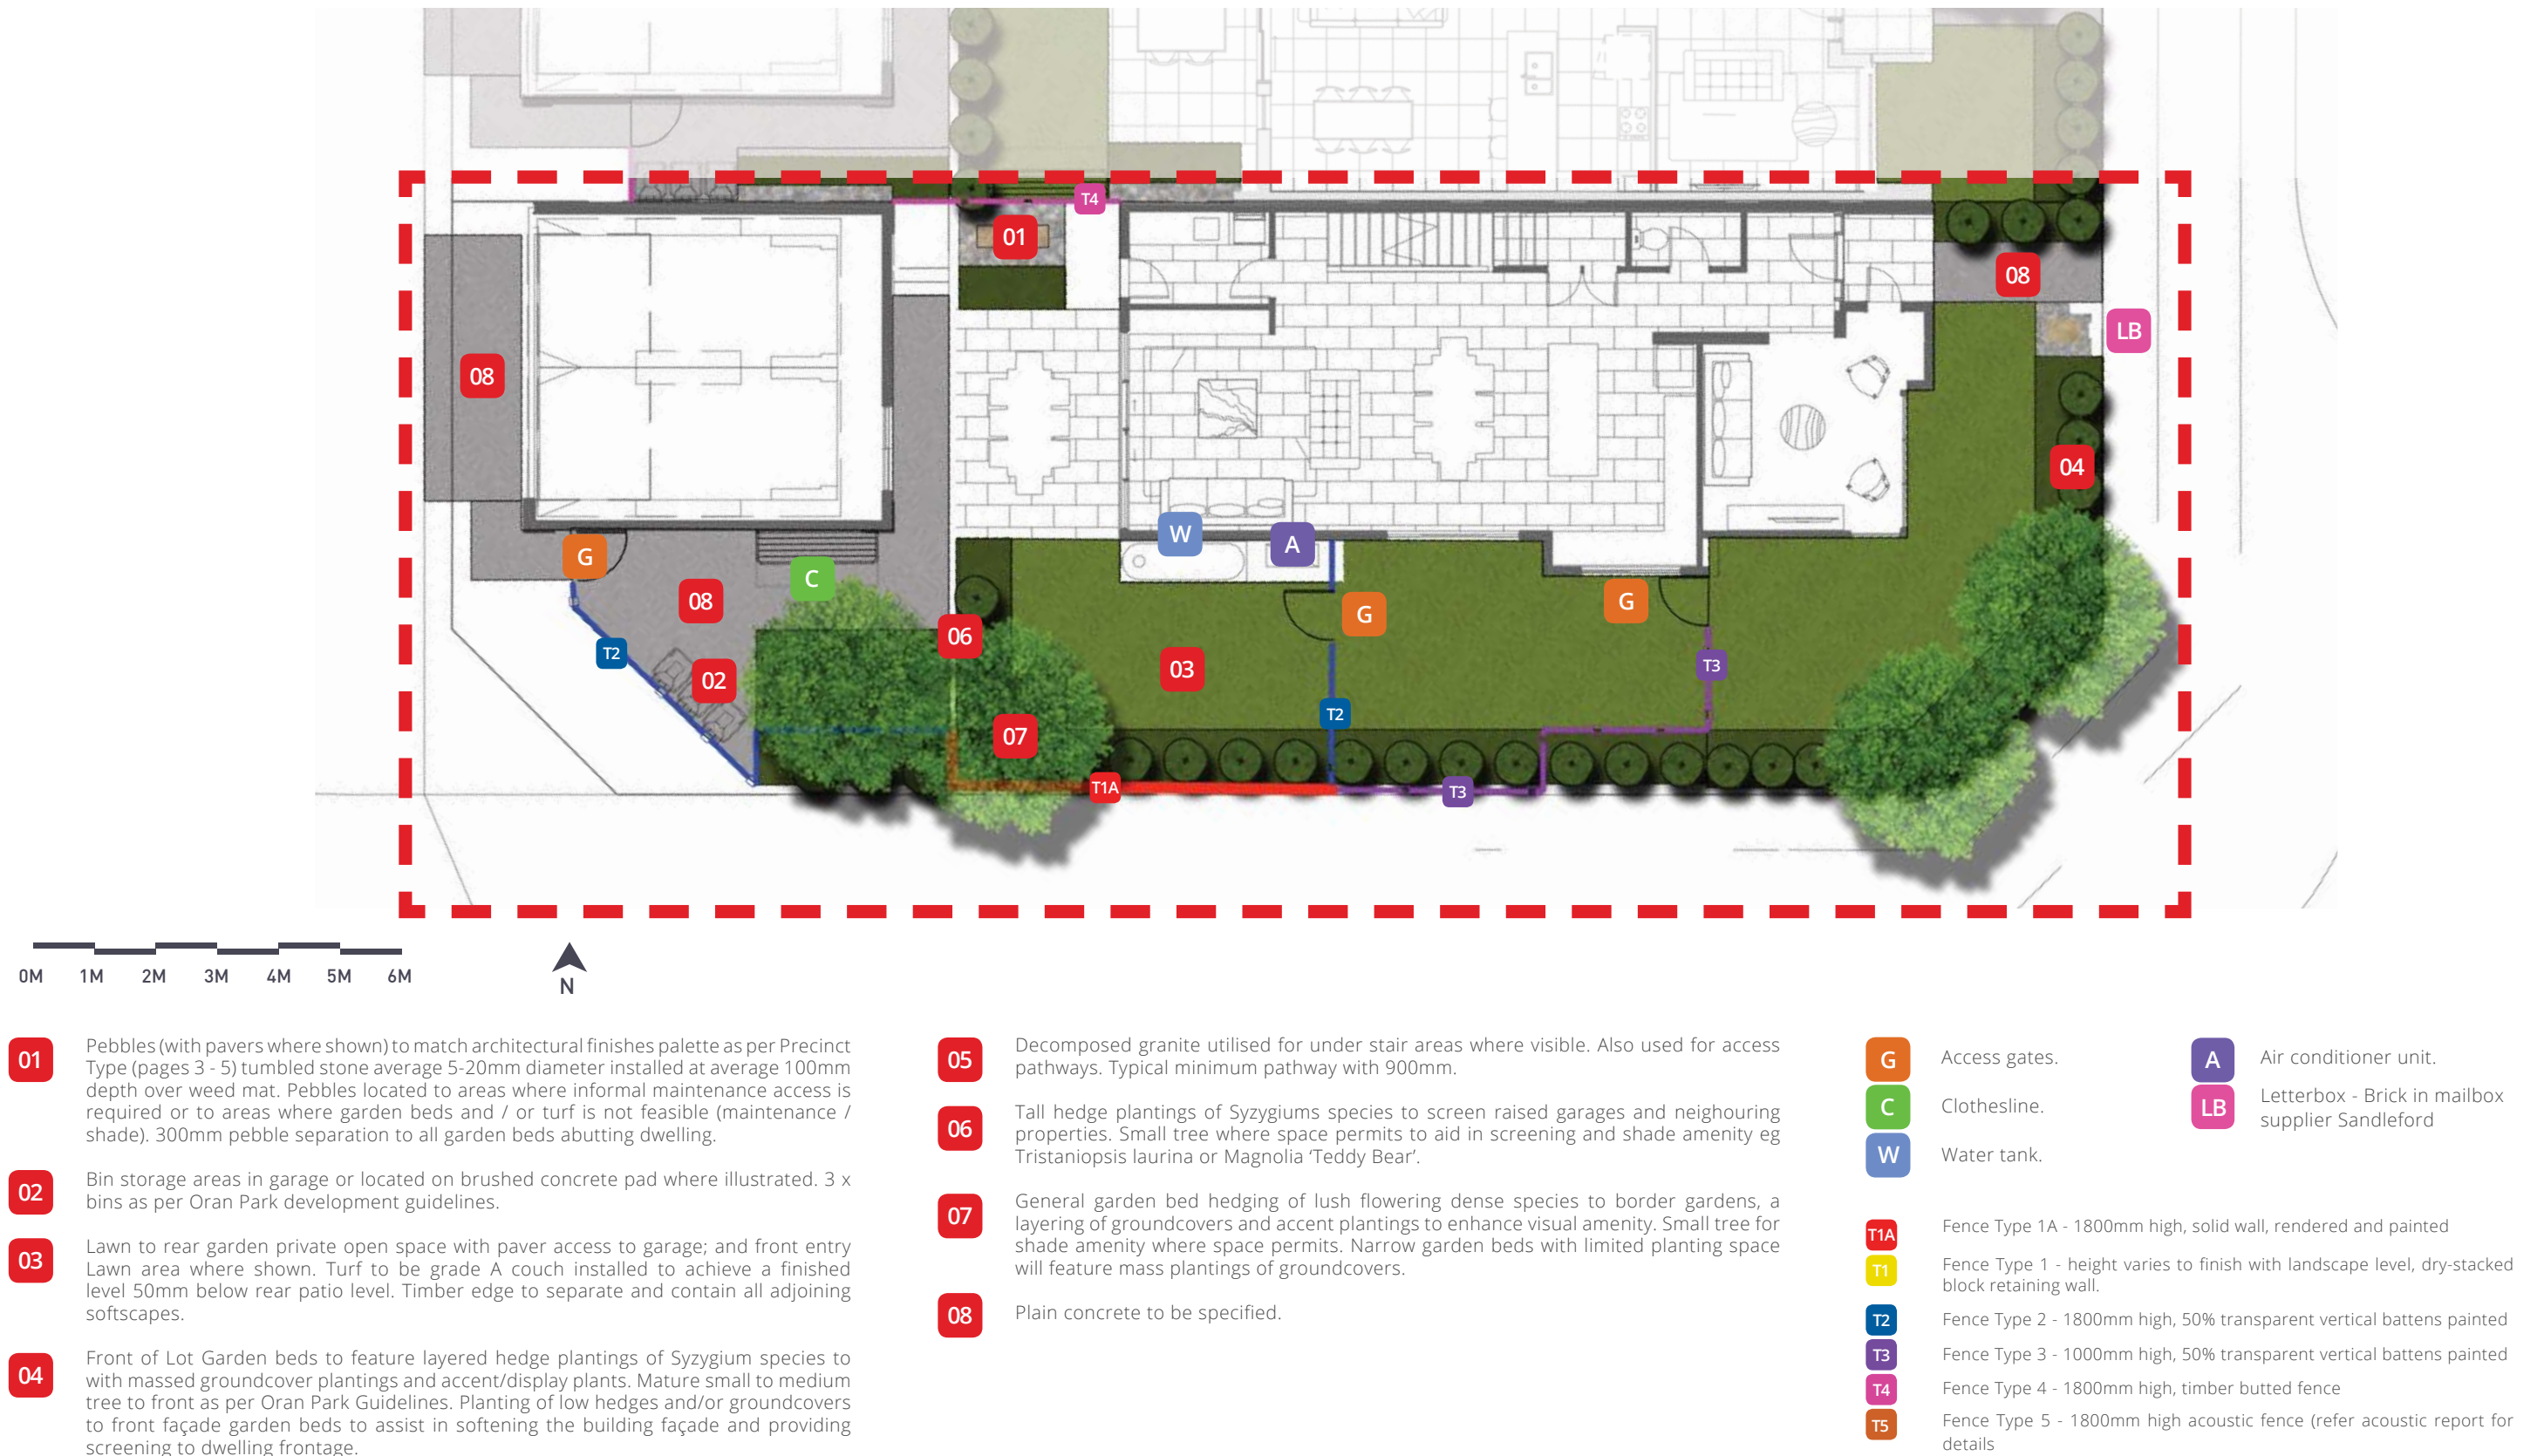 T4
01
08
LB
08
04
W
A
G
C
08
G
G
06
T2
03
T3
02
T2
07
T1A
T3
0M 1M 2M 3M 4M 5M 6M
N
01
Pebbles (with pavers where shown) to match architectural finishes palette as per Precinct
Type (pages 3 - 5) tumbled stone average 5-20mm diameter installed at average 100mm
depth over weed mat. Pebbles located to areas where informal maintenance access is
required or to areas where garden beds and / or turf is not feasible (maintenance /
shade). 300mm pebble separation to all garden beds abutting dwelling.
02
Bin storage areas in garage or located on brushed concrete pad where illustrated. 3 x
bins as per Oran Park development guidelines.
03
Lawn to rear garden private open space with paver access to garage; and front entry
Lawn area where shown. Turf to be grade A couch installed to achieve a finished
level 50mm below rear patio level. Timber edge to separate and contain all adjoining
softscapes.
04
Front of Lot Garden beds to feature layered hedge plantings of Syzygium species to
with massed groundcover plantings and accent/display plants. Mature small to medium
tree to front as per Oran Park Guidelines. Planting of low hedges and/or groundcovers
to front façade garden beds to assist in softening the building façade and providing
screening to dwelling frontage.
05
Decomposed granite utilised for under stair areas where visible. Also used for access
pathways. Typical minimum pathway with 900mm.
06
Tall hedge plantings of Syzygiums species to screen raised garages and neighouring
properties. Small tree where space permits to aid in screening and shade amenity eg
Tristaniopsis laurina or Magnolia ‘Teddy Bear’.
07
General garden bed hedging of lush flowering dense species to border gardens, a
layering of groundcovers and accent plantings to enhance visual amenity. Small tree for
shade amenity where space permits. Narrow garden beds with limited planting space
will feature mass plantings of groundcovers.
08
Plain concrete to be specified.
G Access gates.
C Clothesline.
W Water tank.
A Air conditioner unit.
LB
Letterbox - Brick in mailbox
supplier Sandleford
T1A Fence Type 1A - 1800mm high, solid wall, rendered and painted
T1
Fence Type 1 - height varies to finish with landscape level, dry-stacked
block retaining wall.
T2 Fence Type 2 - 1800mm high, 50% transparent vertical battens painted
T3 Fence Type 3 - 1000mm high, 50% transparent vertical battens painted
T4 Fence Type 4 - 1800mm high, timber butted fence
T5
Fence Type 5 - 1800mm high acoustic fence (refer acoustic report for
details